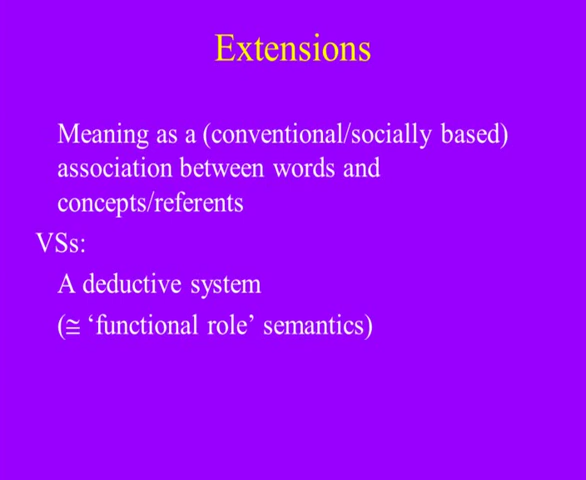 Extensions
Meaning as a (conventional/socially based)
association between words and
concepts/referents
VSs:
A deductive system
(≅ ‘functional role’ semantics)